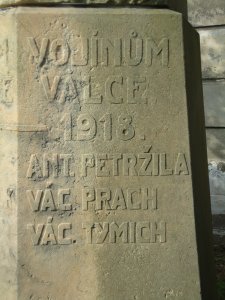 VOJÍNŮM
VÁLCE
1918.
ANT. PETRŽILA
VÁC. PRACH
VÁC. TYMICH